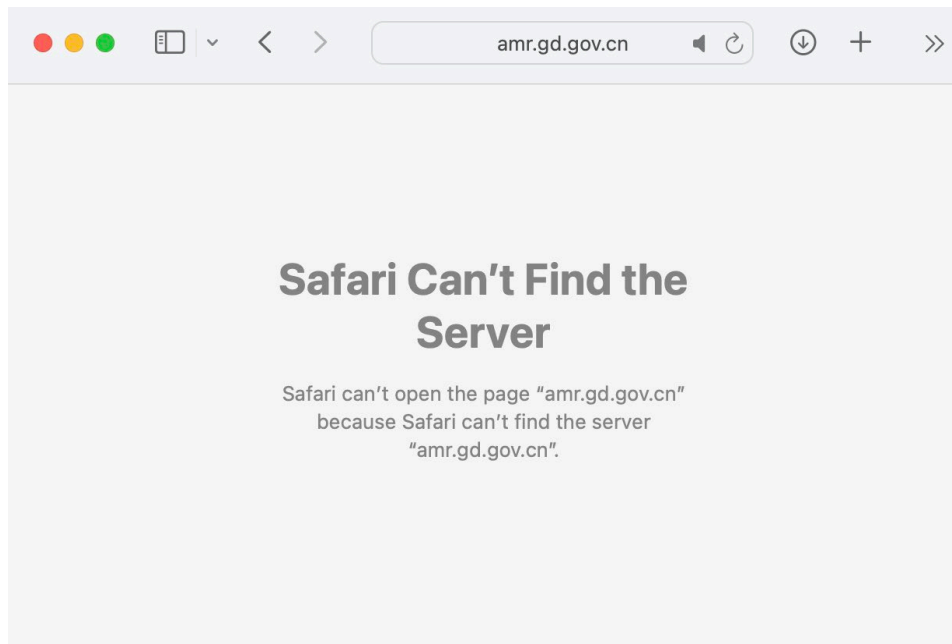 amr.gd.gov.cn
Safari Can’t Find the
Server
Safari can’t open the page “amr.gd.gov.cn”
because Safari can’t find the server
“amr.gd.gov.cn”.